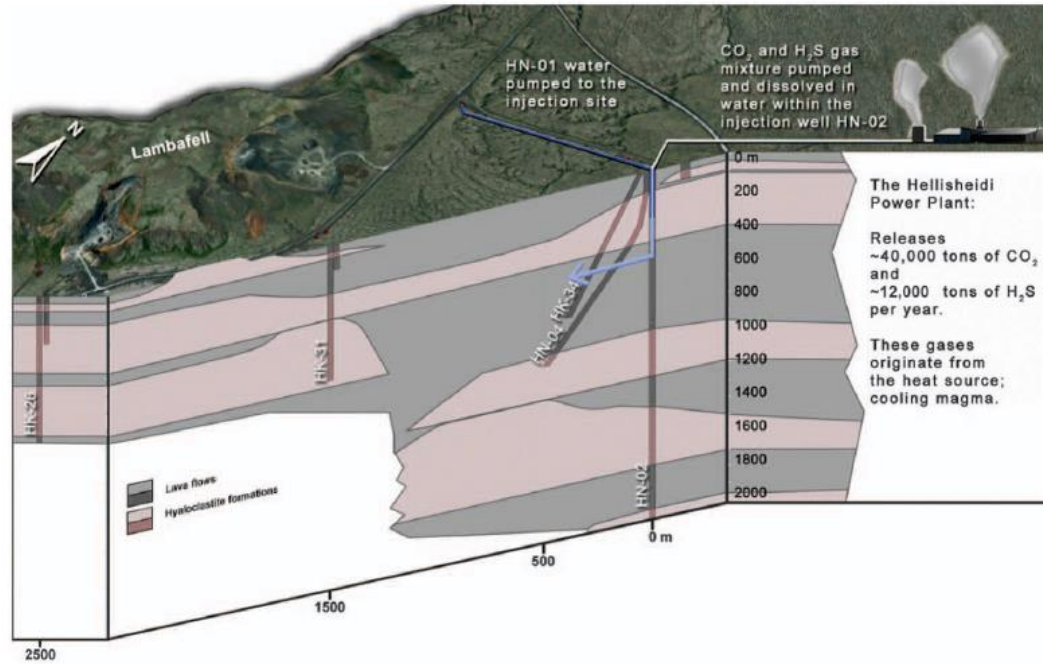 N
Lambafell
HN-01 water
pumped to the
injection site
CO₂ and H₂S gas
mixture pumped
and dissolved in
water within the
injection well HN-02
0 m
200
400
600
800
1000
1200
1400
1600
1800
2000
The Hellisheidi
Power Plant:
Releases
~40,000 tons of CO₂
and
~12,000 tons of H₂S
per year.
These gases
originate from
the heat source;
cooling magma.
HK-34
HN-04
HK-31
HK-26
HN-02
Lava flows
Hyaloclastite formations
0 m
500
1500
2500